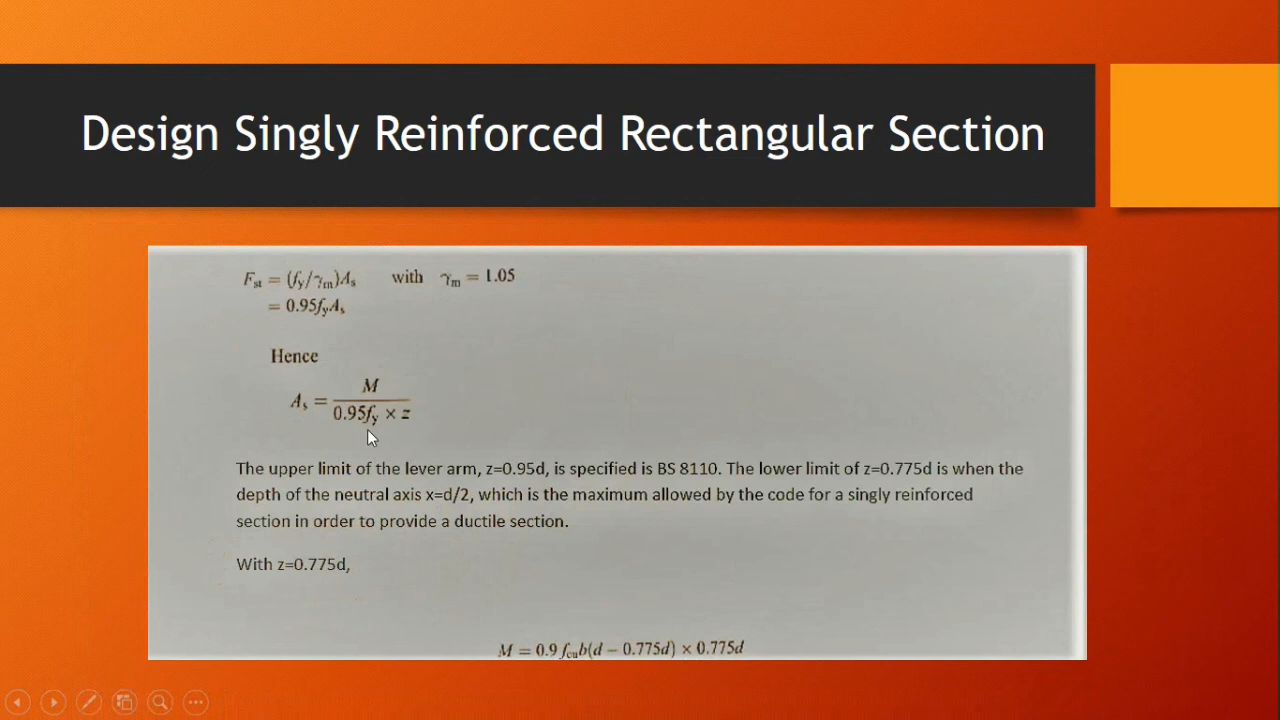 Design Singly Reinforced Rectangular Section
Fst = (fy/γm)As with γm = 1.05
= 0.95fyAs
Hence
As = M / 0.95fy × z
The upper limit of the lever arm, z=0.95d, is specified is BS 8110. The lower limit of z=0.775d is when the
depth of the neutral axis x=d/2, which is the maximum allowed by the code for a singly reinforced
section in order to provide a ductile section.
With z=0.775d,
M = 0.9 fcub(d − 0.775d) × 0.775d